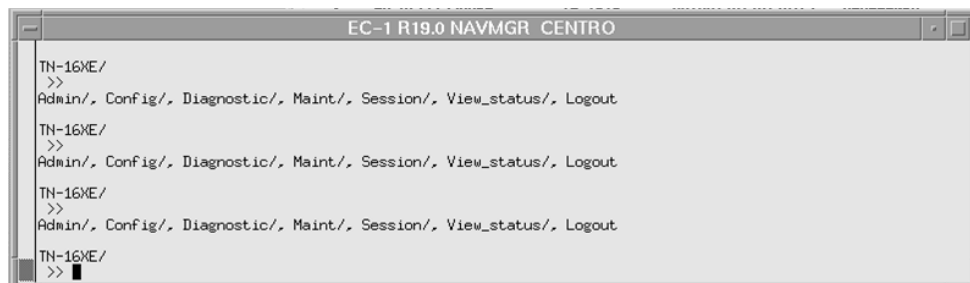 EC-1 R19.0 NAVMGR CENTRO
TN-16XE/
>>
Admin/, Config/, Diagnostic/, Maint/, Session/, View_status/, Logout
TN-16XE/
>>
Admin/, Config/, Diagnostic/, Maint/, Session/, View_status/, Logout
TN-16XE/
>>
Admin/, Config/, Diagnostic/, Maint/, Session/, View_status/, Logout
TN-16XE/
>>